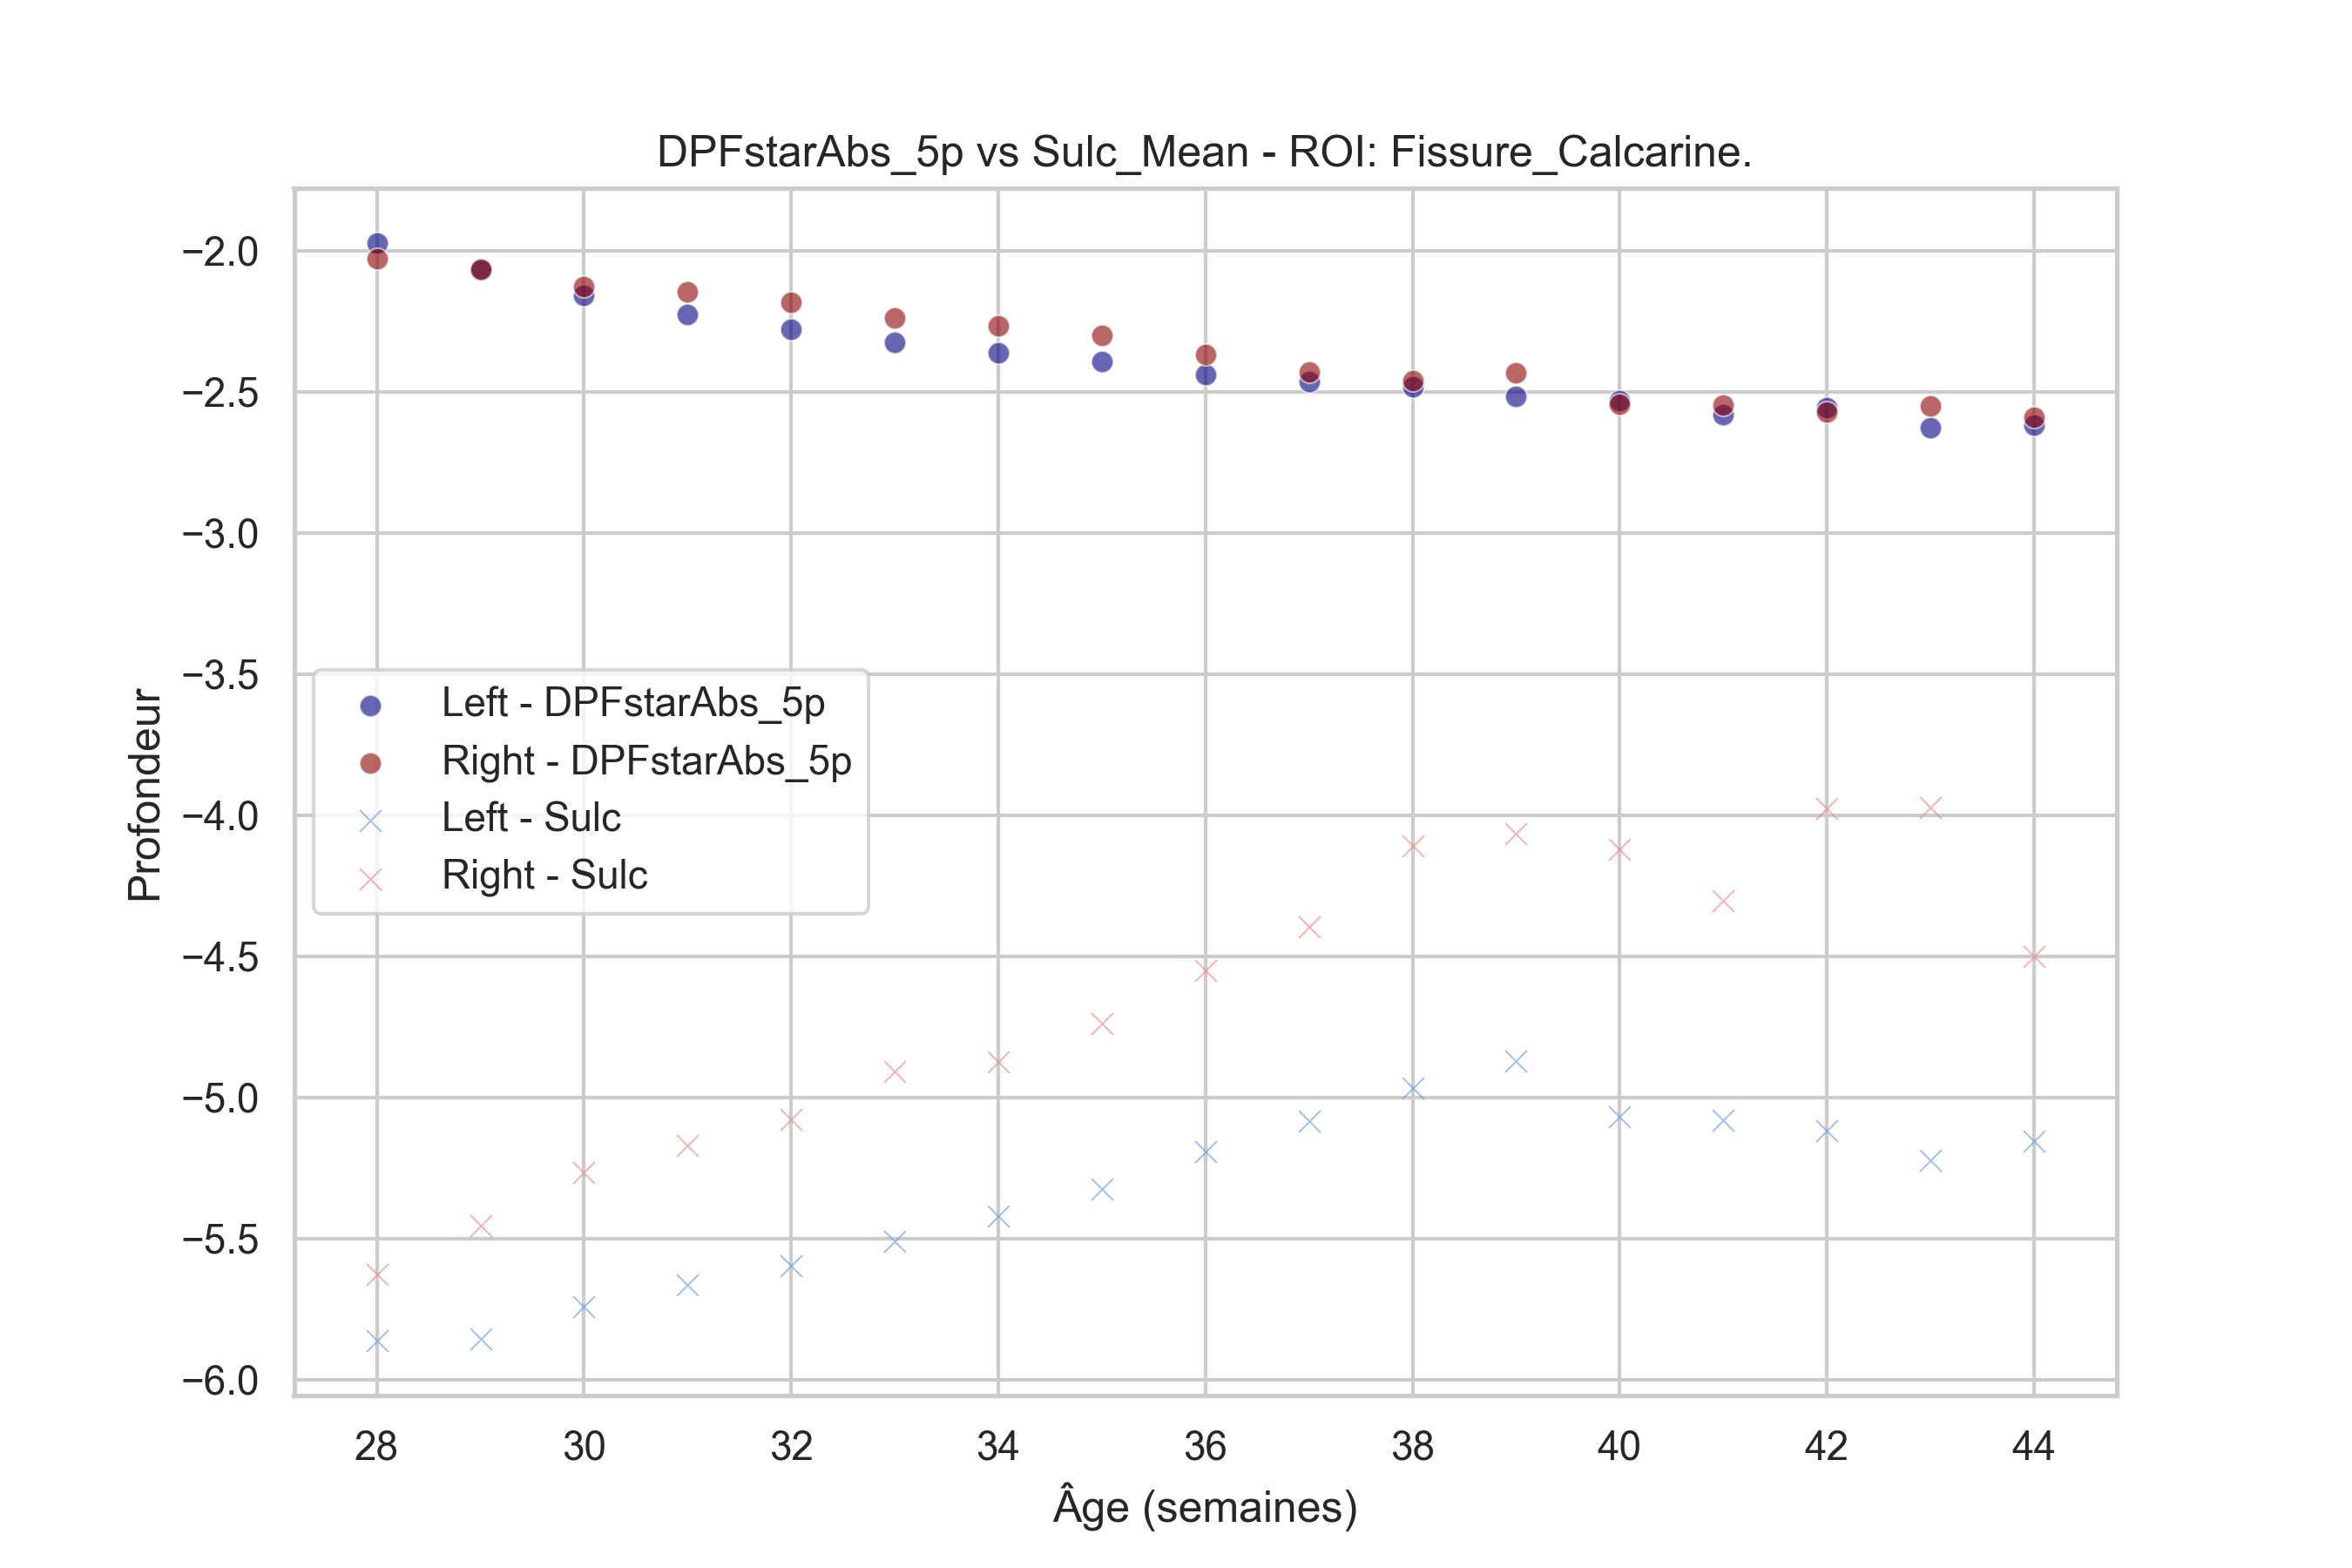 DPFstarAbs_5p vs Sulc_Mean - ROI: Fissure_Calcarine.
−2.0
−2.5
−3.0
−3.5
−4.0
−4.5
−5.0
−5.5
−6.0
Profondeur
Left - DPFstarAbs_5p
Right - DPFstarAbs_5p
Left - Sulc
Right - Sulc
28 30 32 34 36 38 40 42 44
Âge (semaines)